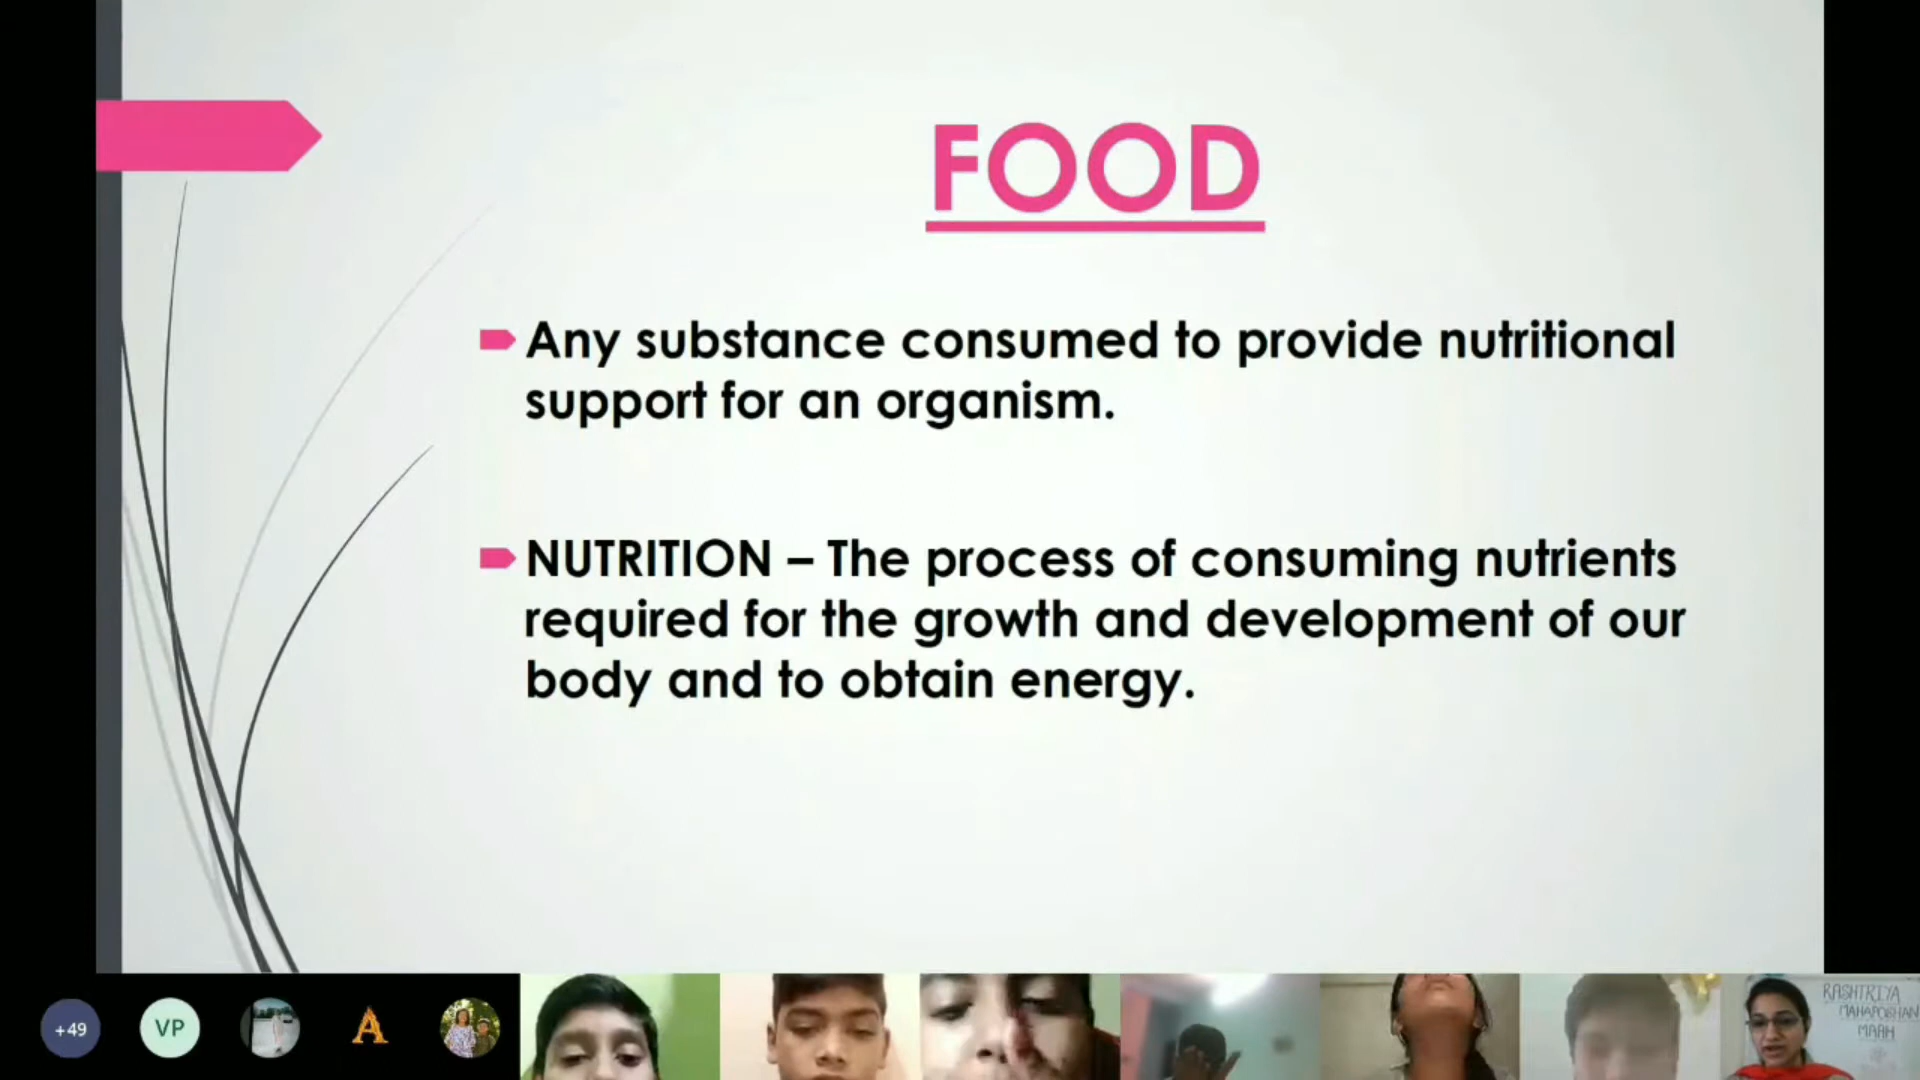 FOOD
Any substance consumed to provide nutritional
support for an organism.
NUTRITION – The process of consuming nutrients
required for the growth and development of our
body and to obtain energy.
+49
VP
A
RASHTRIYA
MAHAPOSHAN
MAAH